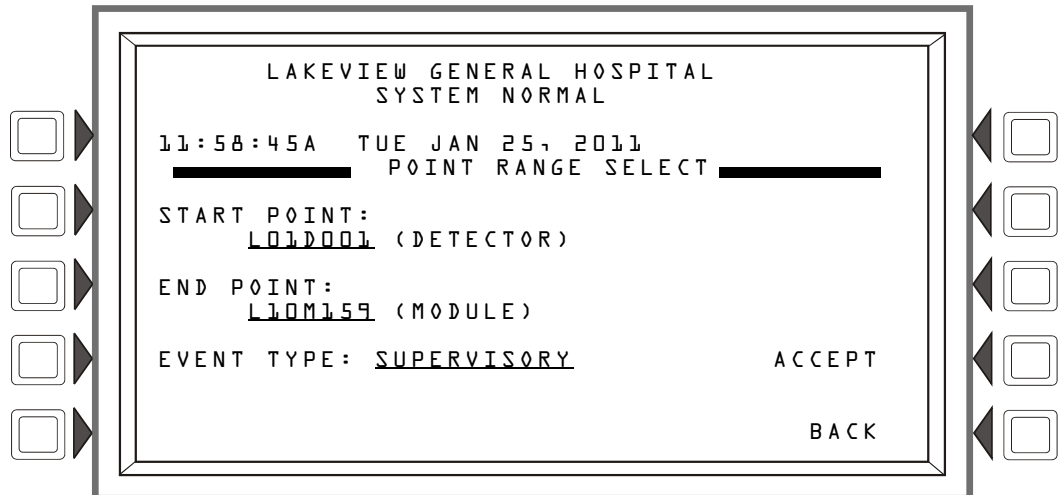 LAKEVIEW GENERAL HOSPITAL
SYSTEM NORMAL
11:58:45A TUE JAN 25, 2011
POINT RANGE SELECT
START POINT:
L01D001 (DETECTOR)
END POINT:
L10M159 (MODULE)
EVENT TYPE: SUPERVISORY ACCEPT
BACK